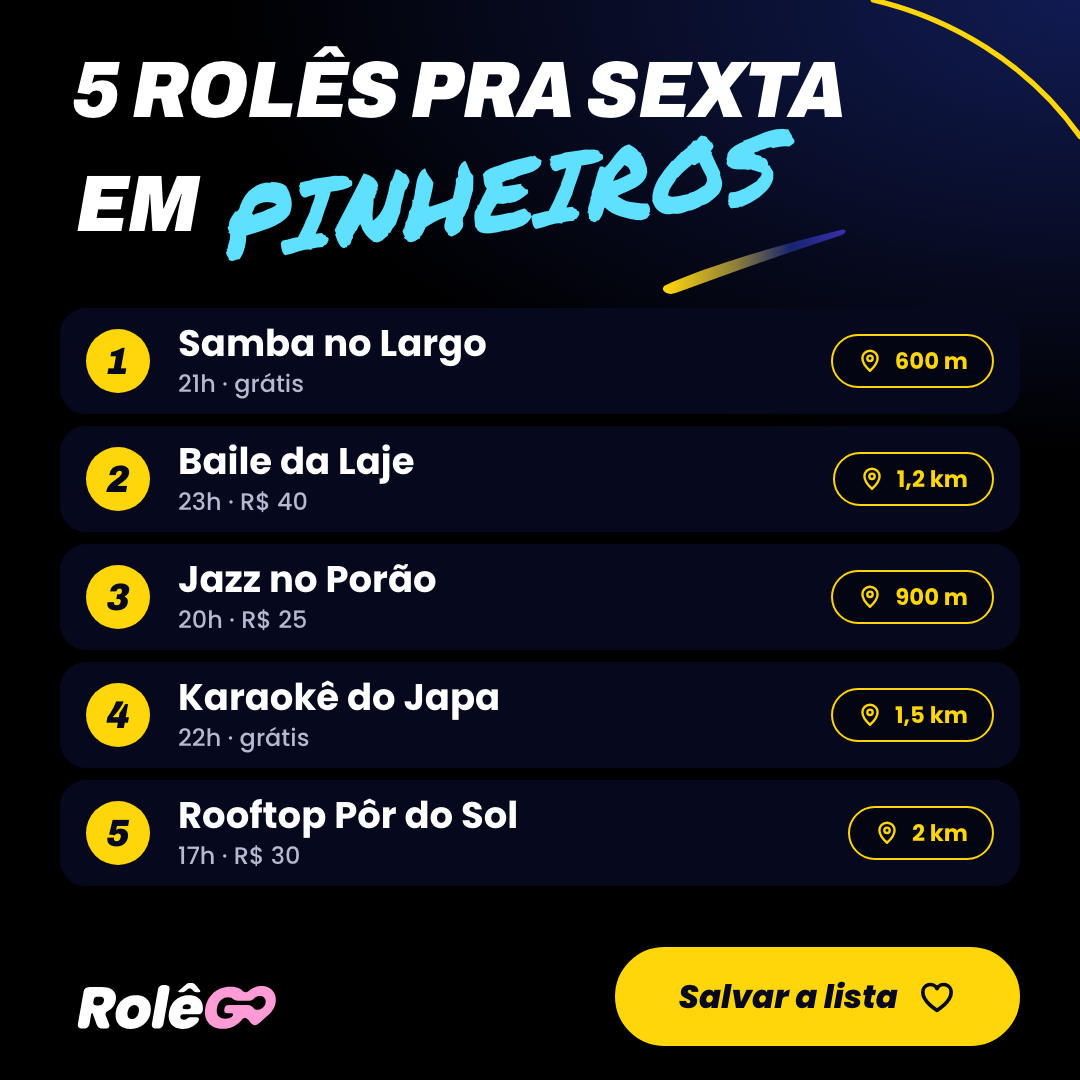 5 ROLÊS PRA SEXTA
EM PINHEIROS
1
Samba no Largo
21h · grátis
600 m
2
Baile da Laje
23h · R$ 40
1,2 km
3
Jazz no Porão
20h · R$ 25
900 m
4
Karaokê do Japa
22h · grátis
1,5 km
5
Rooftop Pôr do Sol
17h · R$ 30
2 km
RolêGO
Salvar a lista